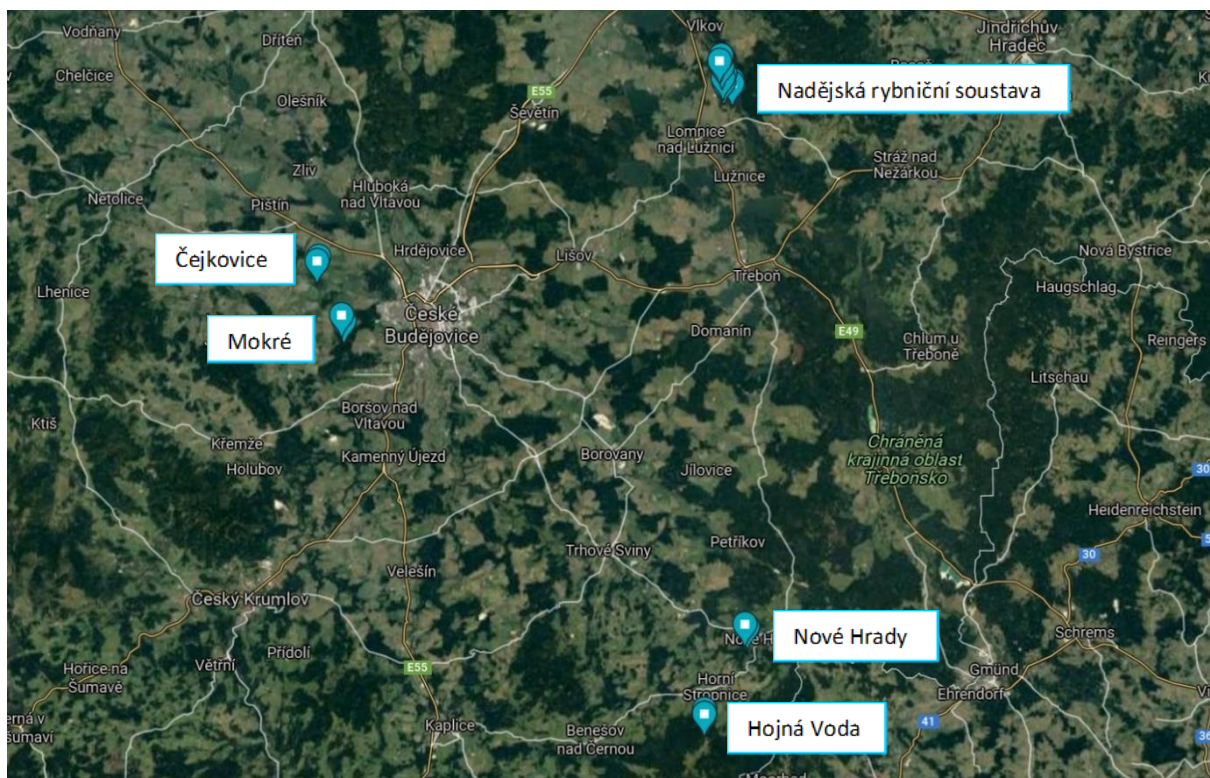 Vodňany
Dříteň
Vlkov
Jindřichův
Hradec
Chelčice
E55
Nadějská rybniční soustava
Olešník
Ševětín
Lomnice
nad Lužnicí
Zliv
Stráž nad
Nežárkou
Netolice
Hluboká
nad Vltavou
Lužnice
Pištín
Čejkovice
Hrdějovice
Lišov
Nová Bystřice
Třeboň
Lhenice
Haugschlag
České
Budějovice
Mokré
Domanín
E49
Chlum u
Třeboně
Reingers
Litschau
Boršov nad
Vltavou
Ktiš
Křemže
Holubov
Kamenný Újezd
Borovany
Jílovice
Chráněná
krajinná oblast
Třeboňsko
30
Heidenreichstein
Trhové Sviny
Petříkov
30
Velešín
Český Krumlov
Nové Hrady
Schrems
Přídolí
Větřní
Hořice na
Šumavě
E55
Horní
Stropnice
Gmünd
Ehrendorf
Hojná Voda
41
Kaplice
Benešov
nad Černou
36